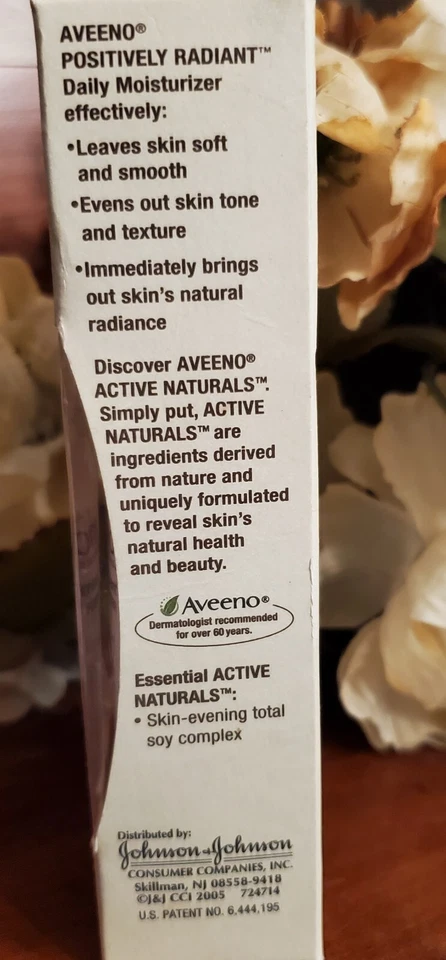 AVEENO®
POSITIVELY RADIANT™
Daily Moisturizer
effectively:
•Leaves skin soft
and smooth
•Evens out skin tone
and texture
•Immediately brings
out skin's natural
radiance
Discover AVEENO®
ACTIVE NATURALS™.
Simply put, ACTIVE
NATURALS™ are
ingredients derived
from nature and
uniquely formulated
to reveal skin's
natural health
and beauty.
Aveeno®
Dermatologist recommended
for over 60 years.
Essential ACTIVE
NATURALS™:
• Skin-evening total
soy complex
Distributed by:
Johnson+Johnson
CONSUMER COMPANIES, INC.
Skillman, NJ 08558-9418
©J&J CCI 2005 724714
U.S. PATENT NO. 6,444,195